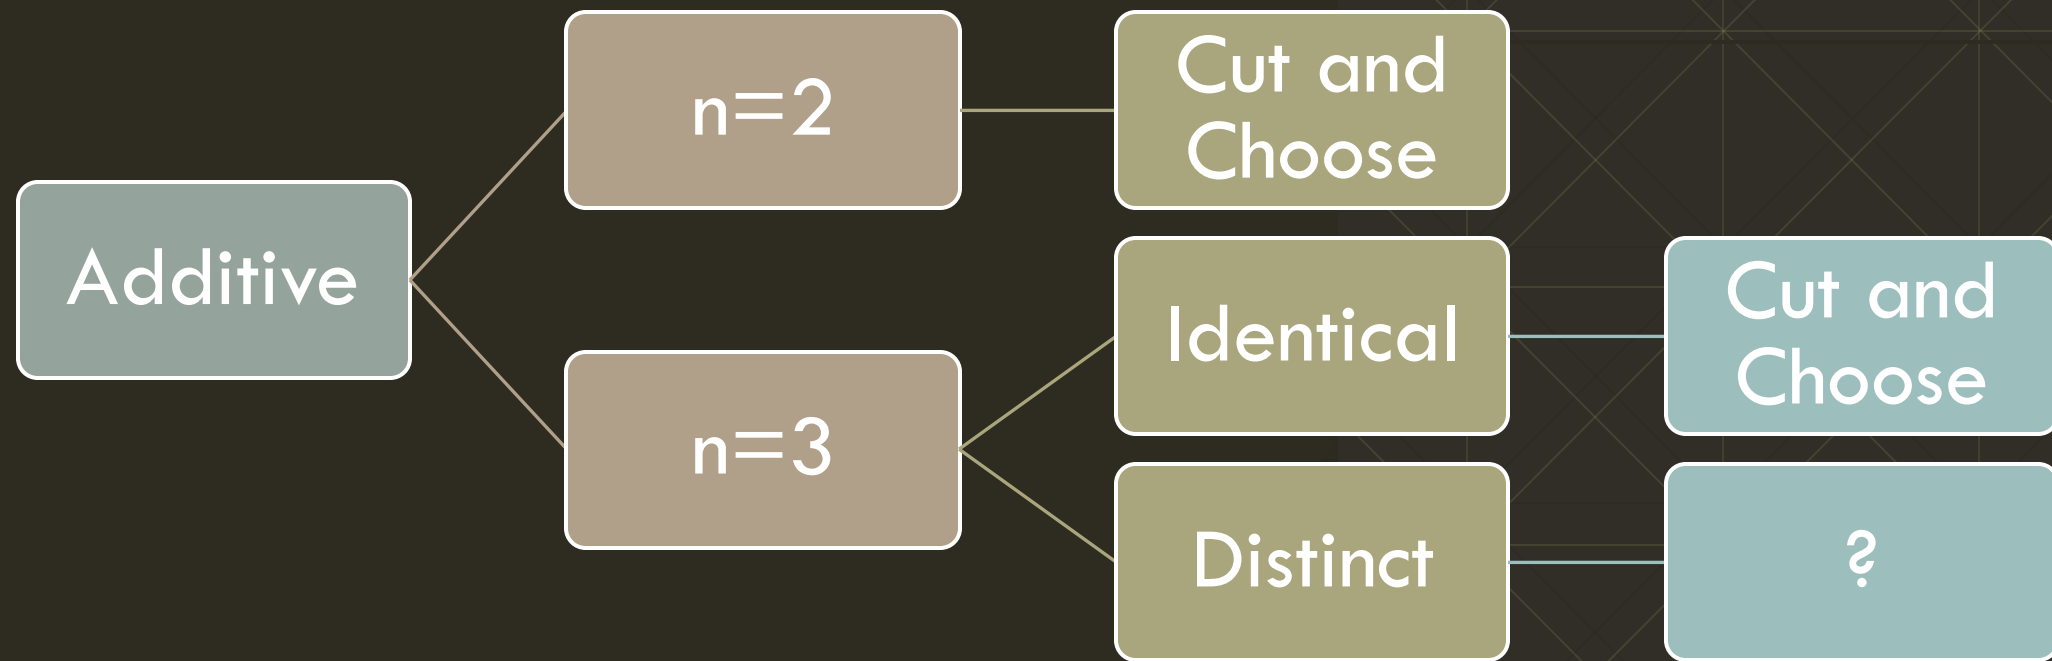 Additive
n=2
Cut and
Choose
n=3
Identical
Cut and
Choose
Distinct
?